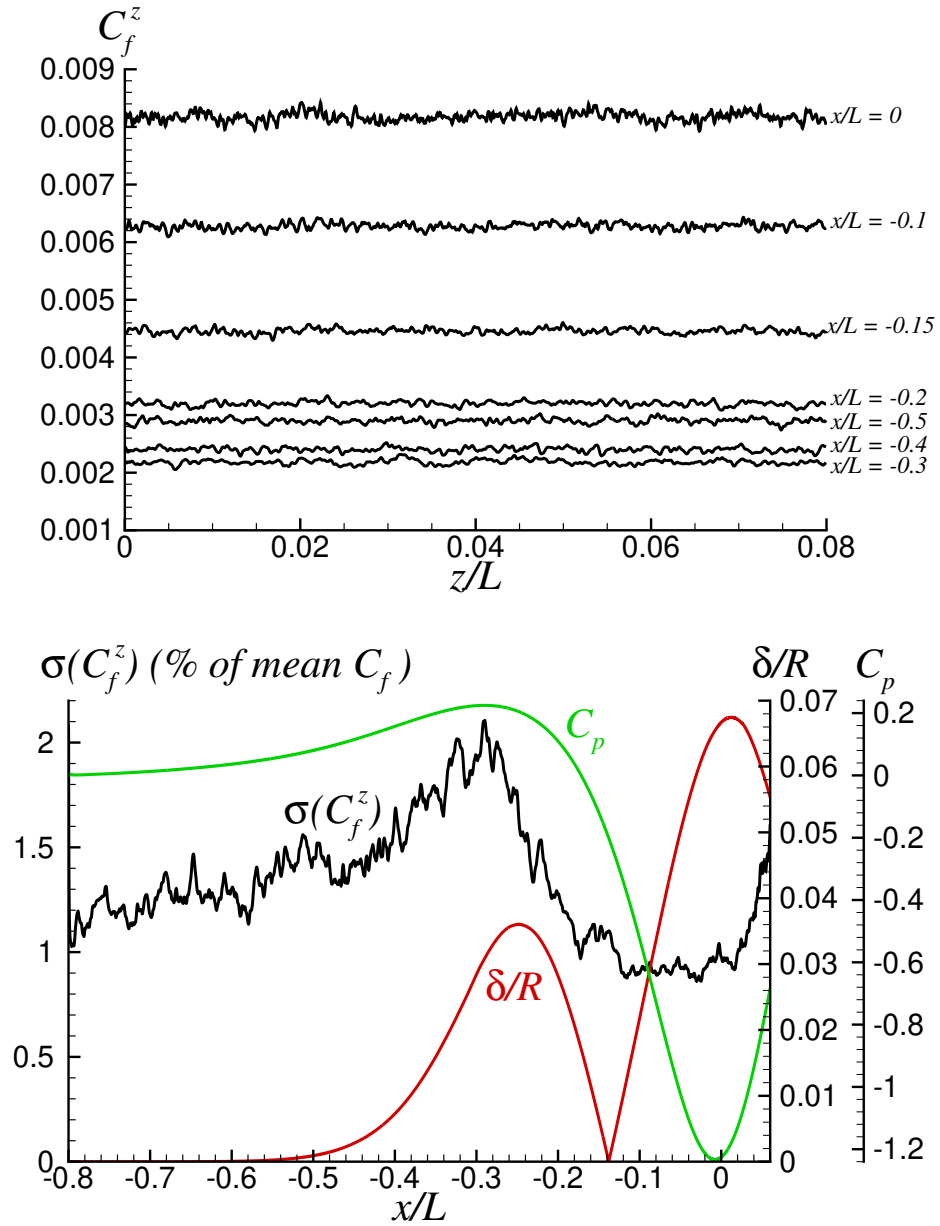 C_f^z
0.009
0.008
0.007
0.006
0.005
0.004
0.003
0.002
0.001
x/L = 0
x/L = -0.1
x/L = -0.15
x/L = -0.2
x/L = -0.5
x/L = -0.4
x/L = -0.3
0 0.02 0.04 0.06 0.08
z/L
σ(C_f^z) (% of mean C_f) δ/R C_p
2
1.5
1
0.5
0
C_p
σ(C_f^z)
δ/R
0.07
0.06
0.05
0.04
0.03
0.02
0.01
0
0.2
0
-0.2
-0.4
-0.6
-0.8
-1
-1.2
-0.8 -0.7 -0.6 -0.5 -0.4 -0.3 -0.2 -0.1 0
x/L